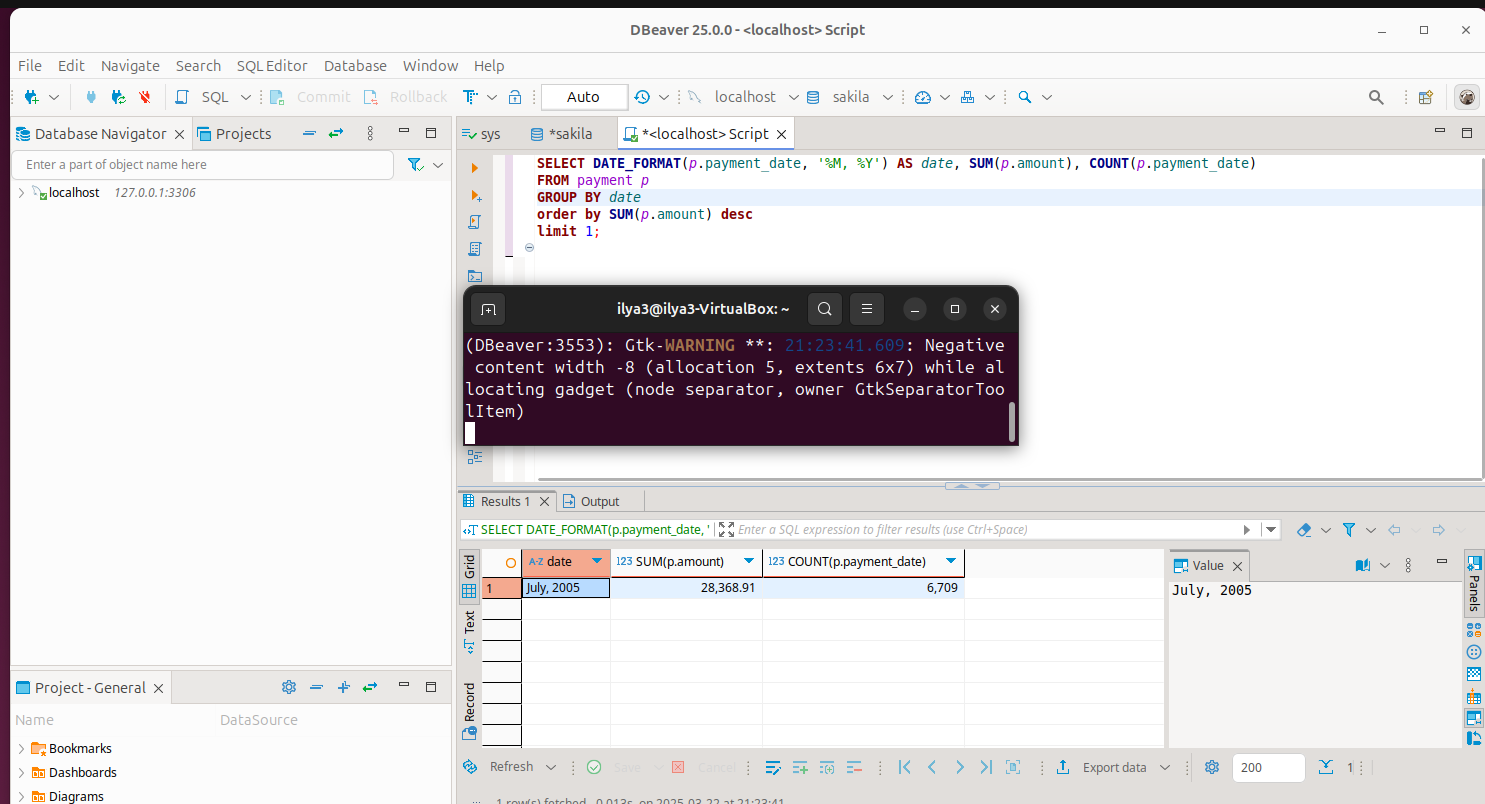 DBeaver 25.0.0 - <localhost> Script
File Edit Navigate Search SQL Editor Database Window Help
SQL Commit Rollback Auto localhost sakila
Database Navigator Projects
Enter a part of object name here
localhost 127.0.0.1:3306
sys *sakila *<localhost> Script
SELECT DATE_FORMAT(p.payment_date, '%M, %Y') AS date, SUM(p.amount), COUNT(p.payment_date)
FROM payment p
GROUP BY date
order by SUM(p.amount) desc
limit 1;
ilya3@ilya3-VirtualBox: ~
(DBeaver:3553): Gtk-WARNING **: 21:23:41.609: Negative
content width -8 (allocation 5, extents 6x7) while al
locating gadget (node separator, owner GtkSeparatorToo
lItem)
Results 1 Output
SELECT DATE_FORMAT(p.payment_date, ' Enter a SQL expression to filter results (use Ctrl+Space)
Grid
Text
Record
A-Z date 123 SUM(p.amount) 123 COUNT(p.payment_date)
1 July, 2005 28,368.91 6,709
Value
July, 2005
Panels
Project - General
Name DataSource
Bookmarks
Dashboards
Diagrams
Refresh Save Cancel Export data 200 1
1 row(s) fetched - 0.013s, on 2025-03-22 at 21:23:41